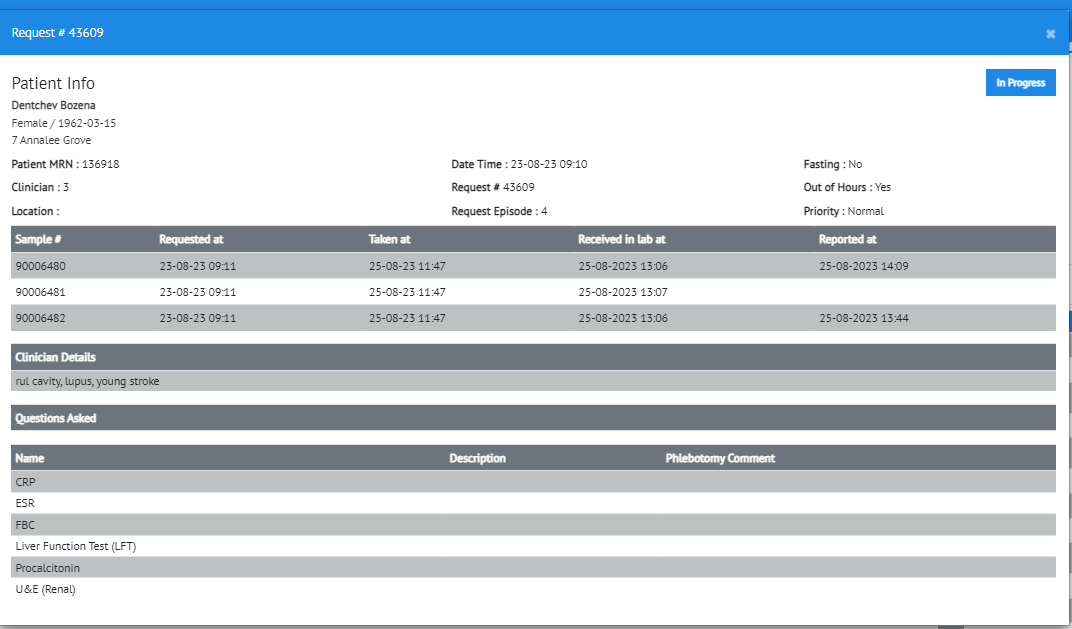 Request # 43609
Patient Info
In Progress
Dentchev Bozena
Female / 1962-03-15
7 Annalee Grove
Patient MRN : 136918 Date Time : 23-08-23 09:10 Fasting : No
Clinician : 3 Request # 43609 Out of Hours : Yes
Location : Request Episode : 4 Priority : Normal
Sample # Requested at Taken at Received in lab at Reported at
90006480 23-08-23 09:11 25-08-23 11:47 25-08-2023 13:06 25-08-2023 14:09
90006481 23-08-23 09:11 25-08-23 11:47 25-08-2023 13:07
90006482 23-08-23 09:11 25-08-23 11:47 25-08-2023 13:06 25-08-2023 13:44
Clinician Details
rul cavity, lupus, young stroke
Questions Asked
Name Description Phlebotomy Comment
CRP
ESR
FBC
Liver Function Test (LFT)
Procalcitonin
U&E (Renal)